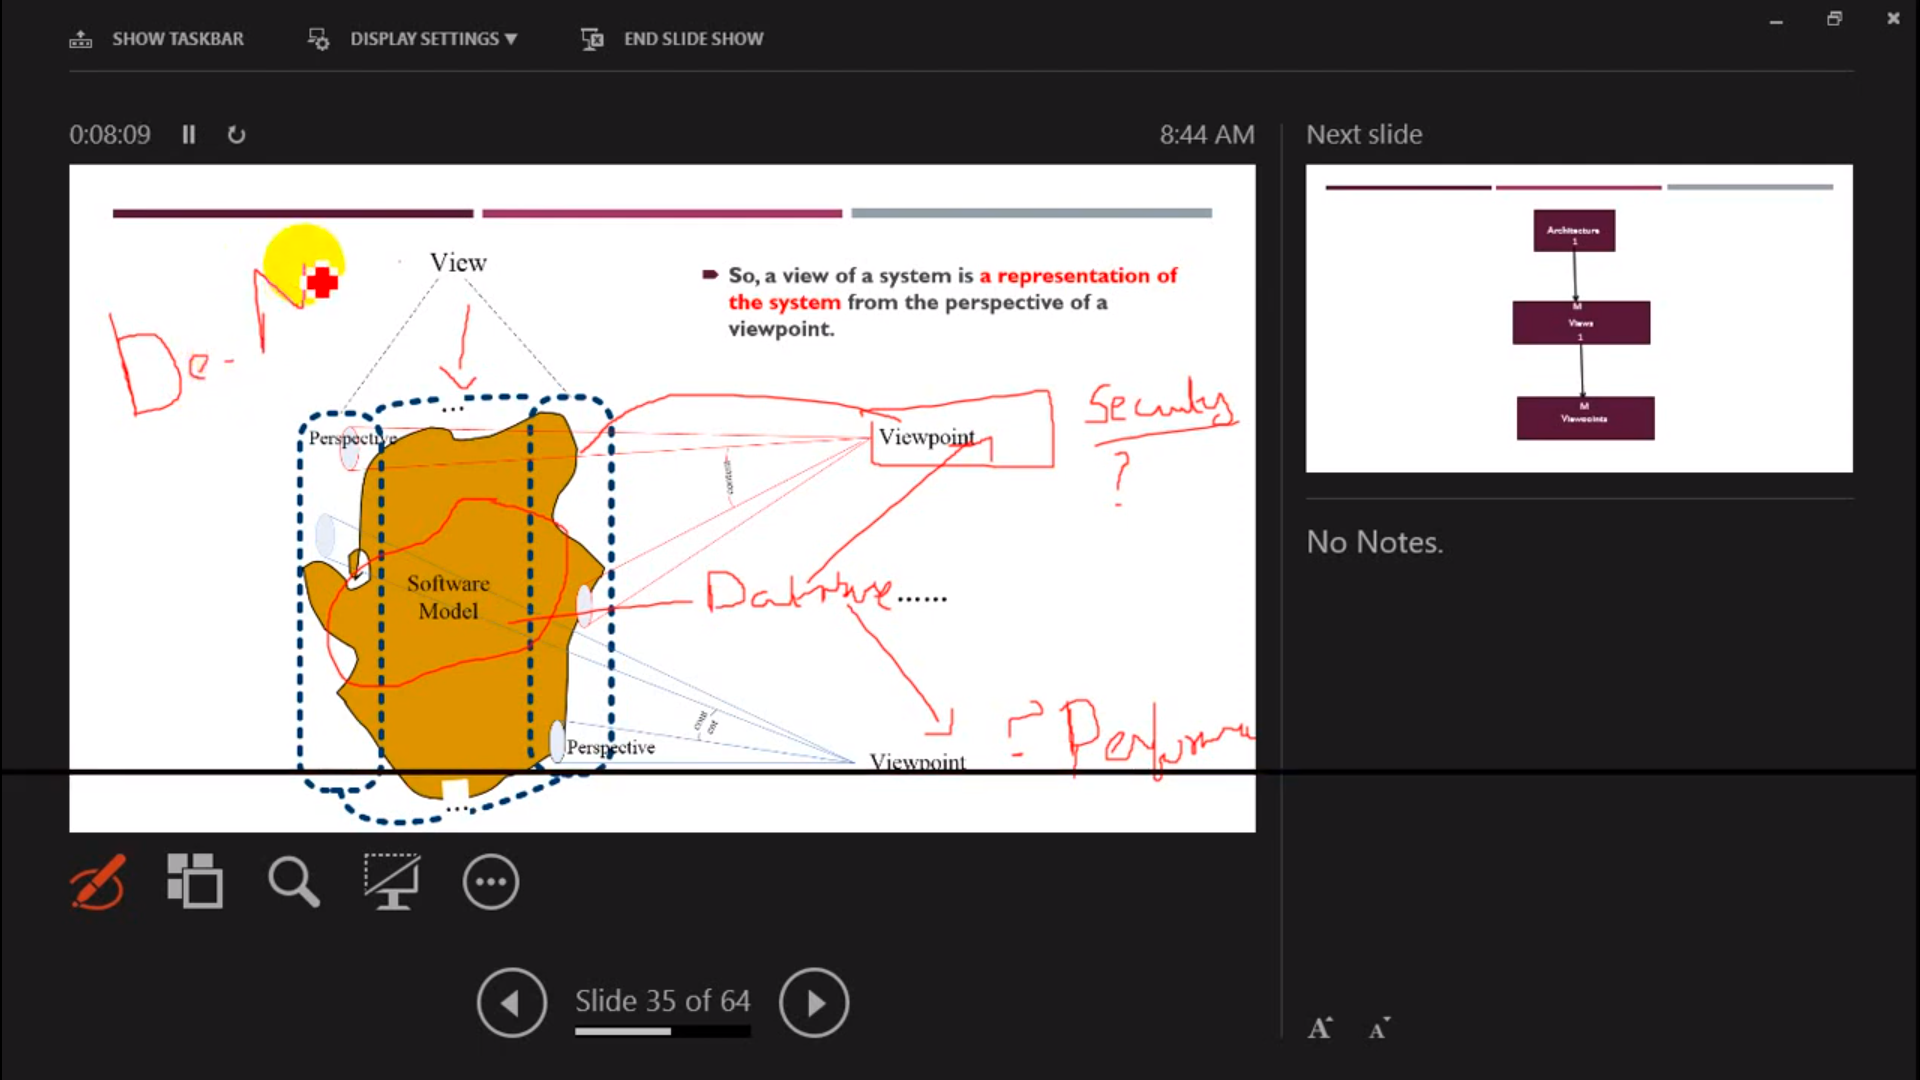 SHOW TASKBAR
DISPLAY SETTINGS
END SLIDE SHOW
0:08:09
8:44 AM
Next slide
View
So, a view of a system is a representation of
the system from the perspective of a
viewpoint.
De-N
...
Perspective
Viewpoint
Security
?
context
Software
Model
Database......
Perspective
Viewpoint
? Performa
...
Architecture
1
M
Views
1
M
Viewpoints
No Notes.
Slide 35 of 64
A A